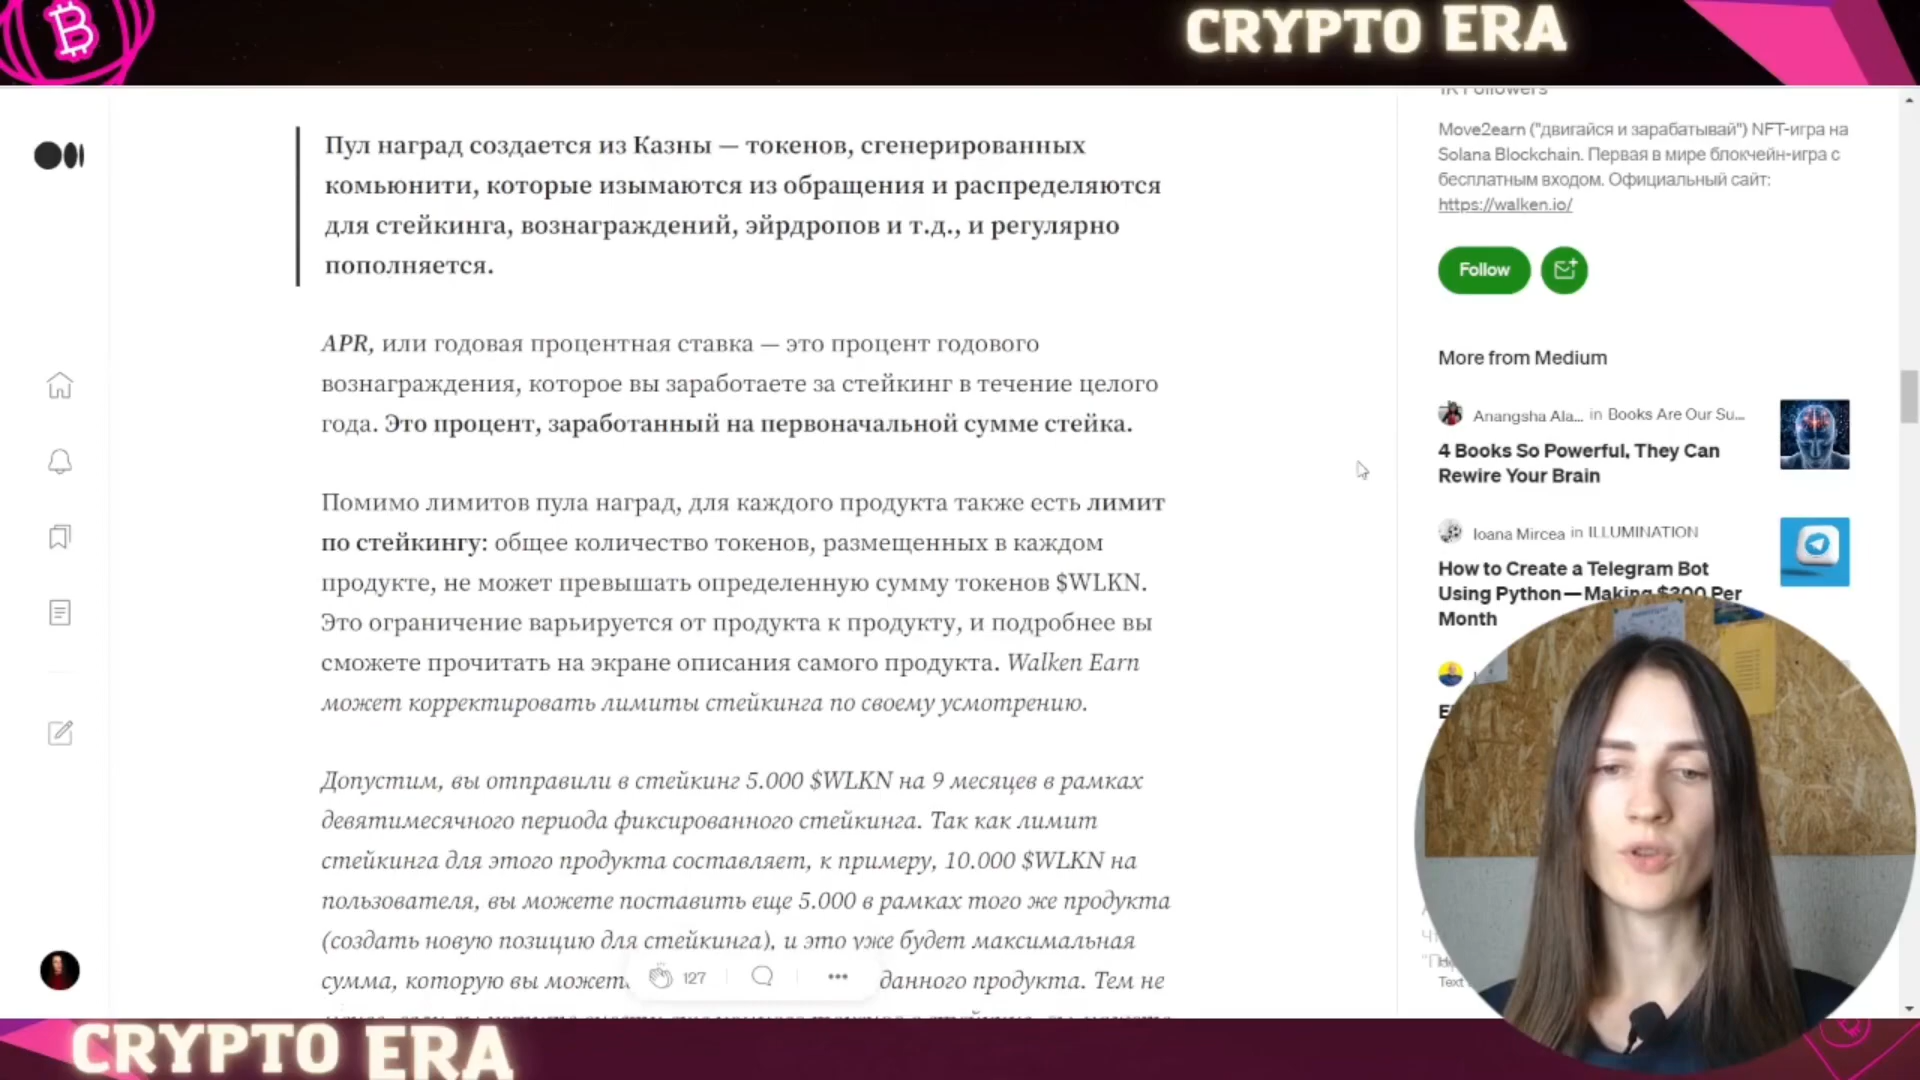 CRYPTO ERA
Пул наград создается из Казны — токенов, сгенерированных
комьюнити, которые изымаются из обращения и распределяются
для стейкинга, вознаграждений, эйрдропов и т.д., и регулярно
пополняется.
APR, или годовая процентная ставка — это процент годового
вознаграждения, которое вы заработаете за стейкинг в течение целого
года. Это процент, заработанный на первоначальной сумме стейка.
Помимо лимитов пула наград, для каждого продукта также есть лимит
по стейкингу: общее количество токенов, размещенных в каждом
продукте, не может превышать определенную сумму токенов $WLKN.
Это ограничение варьируется от продукта к продукту, и подробнее вы
сможете прочитать на экране описания самого продукта. Walken Earn
может корректировать лимиты стейкинга по своему усмотрению.
Допустим, вы отправили в стейкинг 5.000 $WLKN на 9 месяцев в рамках
девятимесячного периода фиксированного стейкинга. Так как лимит
стейкинга для этого продукта составляет, к примеру, 10.000 $WLKN на
пользователя, вы можете поставить еще 5.000 в рамках того же продукта
(создать новую позицию для стейкинга), и это уже будет максимальная
сумма, которую вы может данного продукта. Тем не
127
1K Followers
Move2earn ("двигайся и зарабатывай") NFT-игра на
Solana Blockchain. Первая в мире блокчейн-игра с
бесплатным входом. Официальный сайт:
https://walken.io/
Follow
More from Medium
Anangsha Ala... in Books Are Our Su...
4 Books So Powerful, They Can
Rewire Your Brain
Ioana Mircea in ILLUMINATION
How to Create a Telegram Bot
Using Python—Making $300 Per
Month
Text
CRYPTO ERA